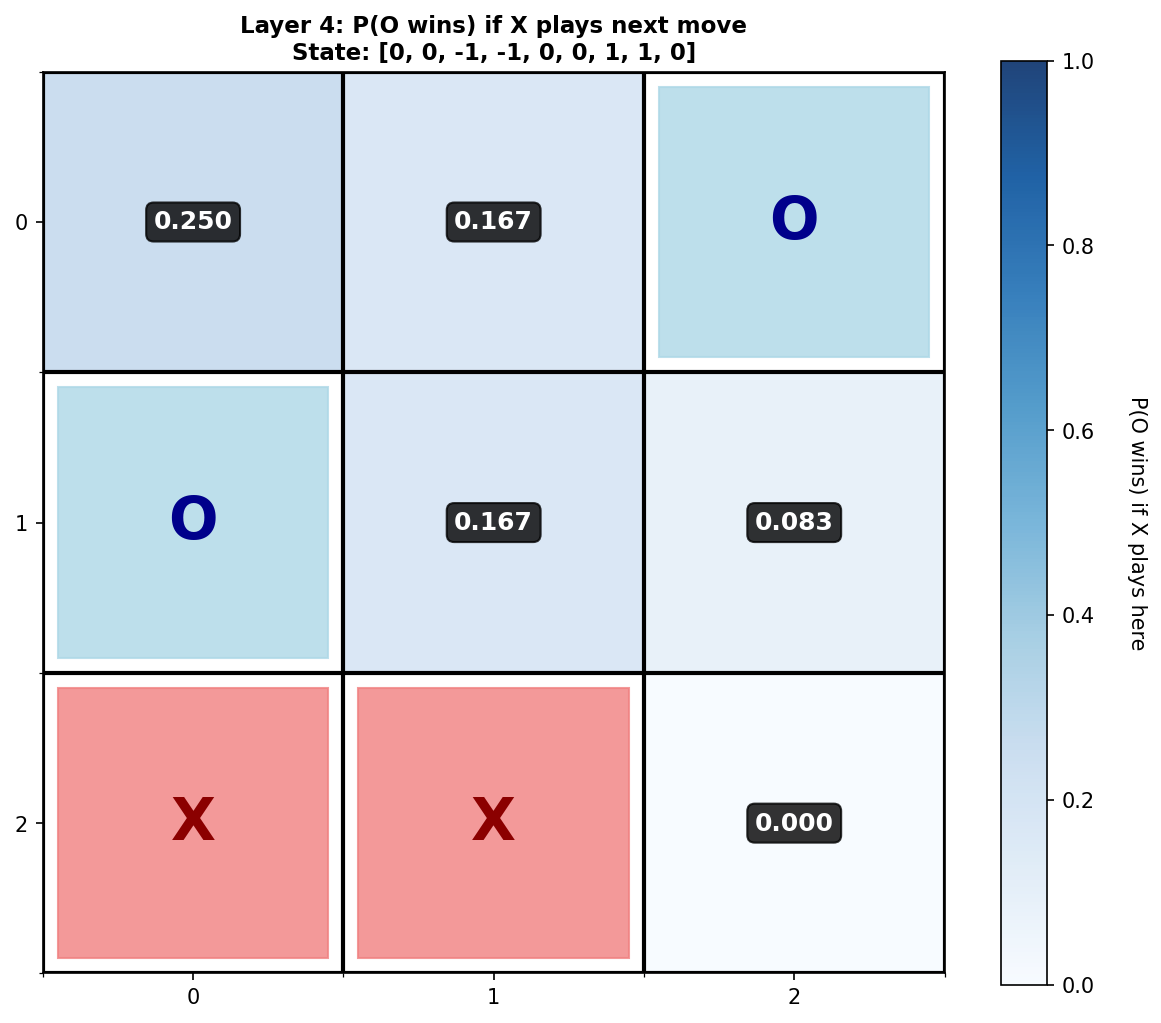 Layer 4: P(O wins) if X plays next move
State: [0, 0, -1, -1, 0, 0, 1, 1, 0]
0
0.250
0.167
O
1
O
0.167
0.083
2
X
X
0.000
0
1
2
1.0
0.8
0.6
0.4
0.2
0.0
P(O wins) if X plays here